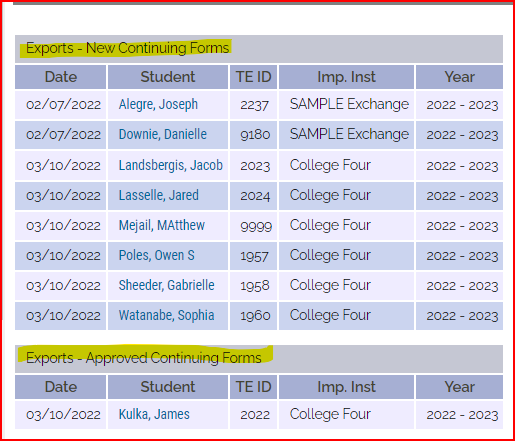 Exports - New Continuing Forms
Date Student TE ID Imp. Inst Year
02/07/2022 Alegre, Joseph 2237 SAMPLE Exchange 2022 - 2023
02/07/2022 Downie, Danielle 9180 SAMPLE Exchange 2022 - 2023
03/10/2022 Landsbergis, Jacob 2023 College Four 2022 - 2023
03/10/2022 Lasselle, Jared 2024 College Four 2022 - 2023
03/10/2022 Mejail, MAtthew 9999 College Four 2022 - 2023
03/10/2022 Poles, Owen S 1957 College Four 2022 - 2023
03/10/2022 Sheeder, Gabrielle 1958 College Four 2022 - 2023
03/10/2022 Watanabe, Sophia 1960 College Four 2022 - 2023
Exports - Approved Continuing Forms
Date Student TE ID Imp. Inst Year
03/10/2022 Kulka, James 2022 College Four 2022 - 2023